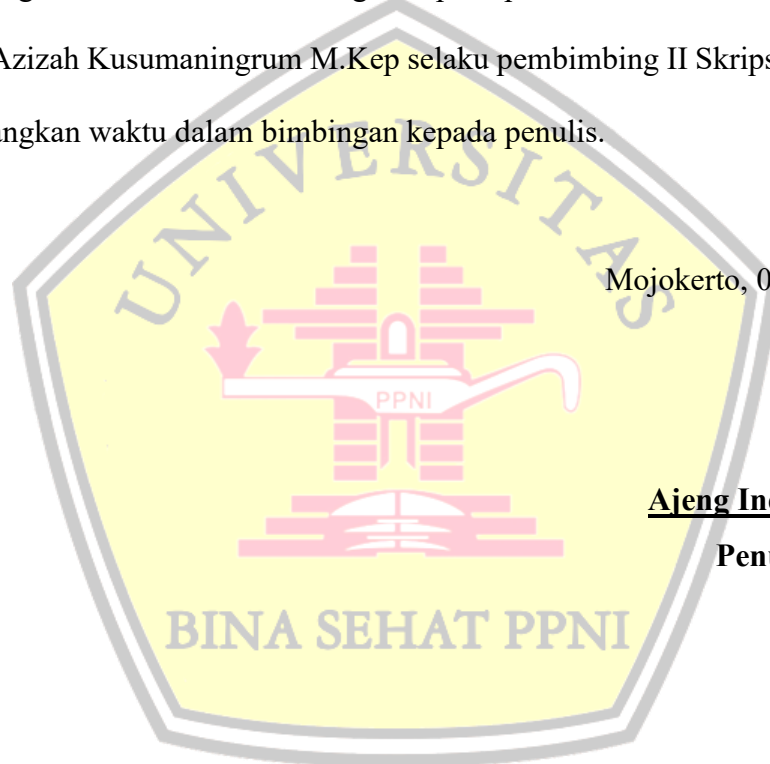 Azizah Kusumaningrum M.Kep selaku pembimbing II Skrips
angkan waktu dalam bimbingan kepada penulis.
UNIVERSITAS
Mojokerto, 0
PPNI
Ajeng In
Pen
BINA SEHAT PPNI